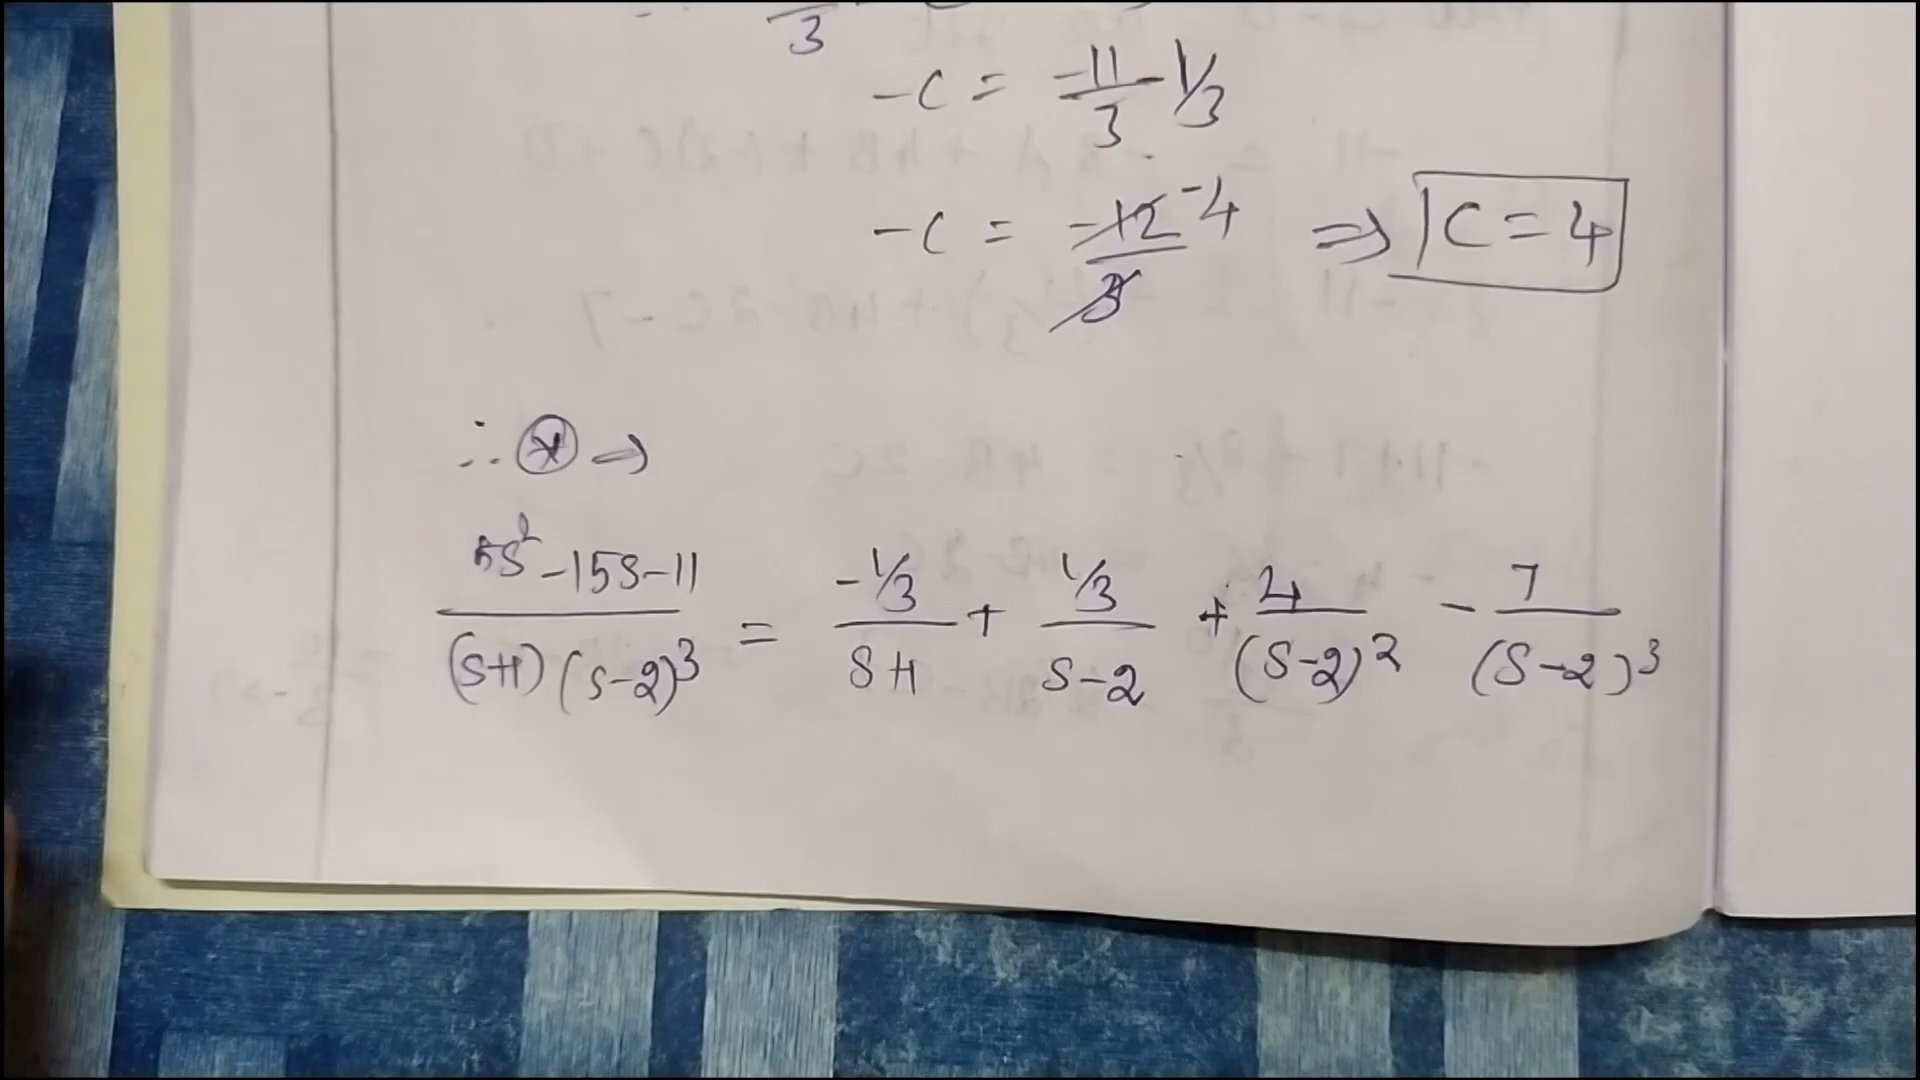 3
-C = -11/3 - 1/3
-C = -12/3 -4 ⇒ C = 4
∴ ⊛ ⇒
5s² - 15s - 11 / (s+1)(s-2)³ = -1/3 / s+1 + 1/3 / s-2 + 4 / (s-2)² - 7 / (s-2)³